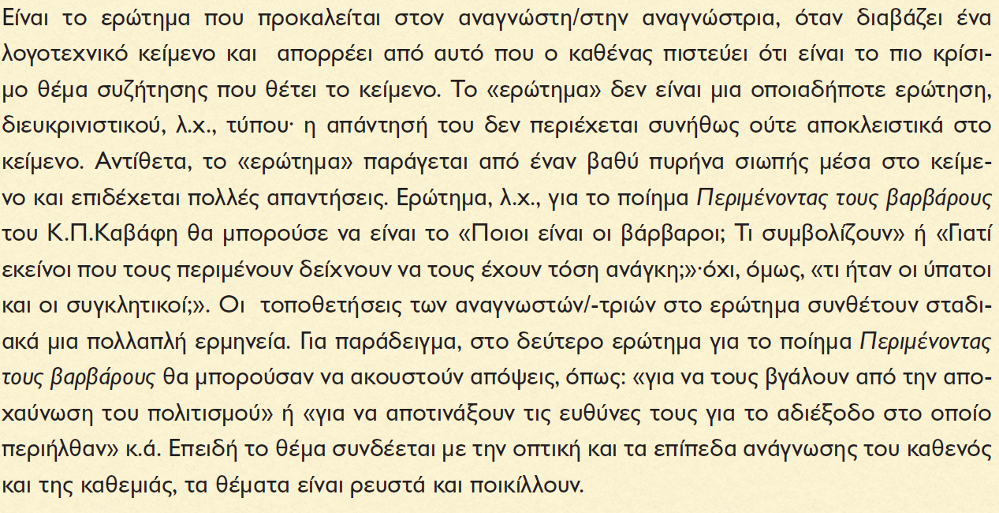 Είναι το ερώτημα που προκαλείται στον αναγνώστη/στην αναγνώστρια, όταν διαβάζει ένα
λογοτεχνικό κείμενο και απορρέει από αυτό που ο καθένας πιστεύει ότι είναι το πιο κρίσι-
μο θέμα συζήτησης που θέτει το κείμενο. Το «ερώτημα» δεν είναι μια οποιαδήποτε ερώτηση,
διευκρινιστικού, λ.χ., τύπου· η απάντησή του δεν περιέχεται συνήθως ούτε αποκλειστικά στο
κείμενο. Αντίθετα, το «ερώτημα» παράγεται από έναν βαθύ πυρήνα σιωπής μέσα στο κείμε-
νο και επιδέχεται πολλές απαντήσεις. Ερώτημα, λ.χ., για το ποίημα Περιμένοντας τους βαρβάρους
του Κ.Π.Καβάφη θα μπορούσε να είναι το «Ποιοι είναι οι βάρβαροι; Τι συμβολίζουν» ή «Γιατί
εκείνοι που τους περιμένουν δείχνουν να τους έχουν τόση ανάγκη;»·όχι, όμως, «τι ήταν οι ύπατοι
και οι συγκλητικοί;». Οι τοποθετήσεις των αναγνωστών/-τριών στο ερώτημα συνθέτουν σταδι-
ακά μια πολλαπλή ερμηνεία. Για παράδειγμα, στο δεύτερο ερώτημα για το ποίημα Περιμένοντας
τους βαρβάρους θα μπορούσαν να ακουστούν απόψεις, όπως: «για να τους βγάλουν από την απο-
χαύνωση του πολιτισμού» ή «για να αποτινάξουν τις ευθύνες τους για το αδιέξοδο στο οποίο
περιήλθαν» κ.ά. Επειδή το θέμα συνδέεται με την οπτική και τα επίπεδα ανάγνωσης του καθενός
και της καθεμιάς, τα θέματα είναι ρευστά και ποικίλλουν.